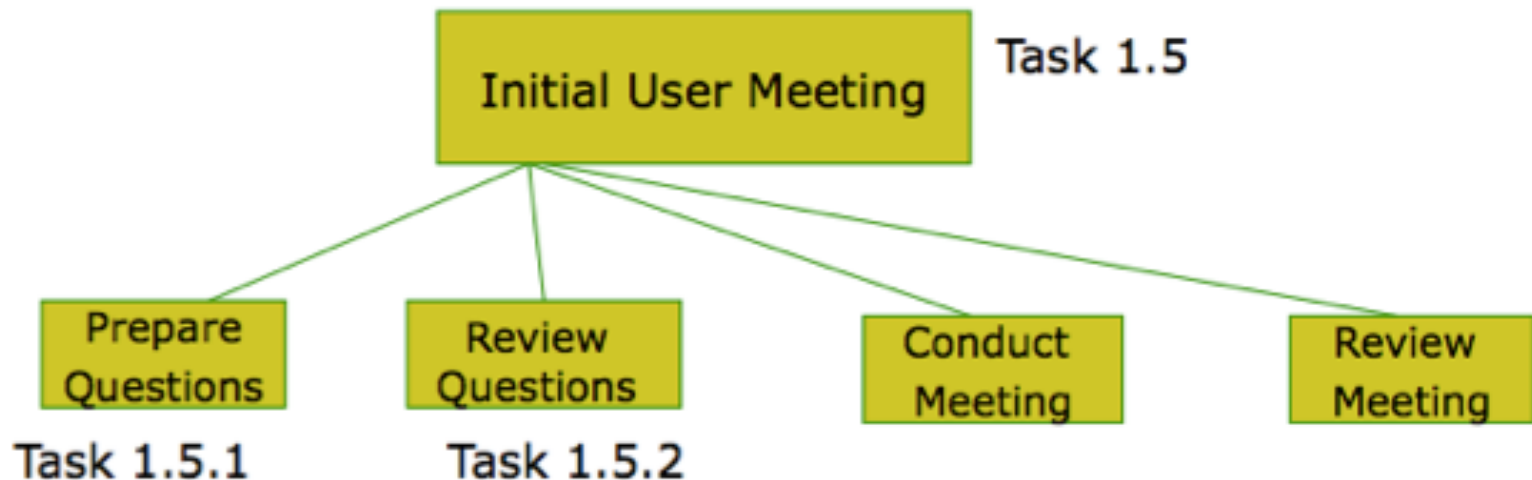 Initial User Meeting
Task 1.5
Prepare
Questions
Review
Questions
Conduct
Meeting
Review
Meeting
Task 1.5.1
Task 1.5.2